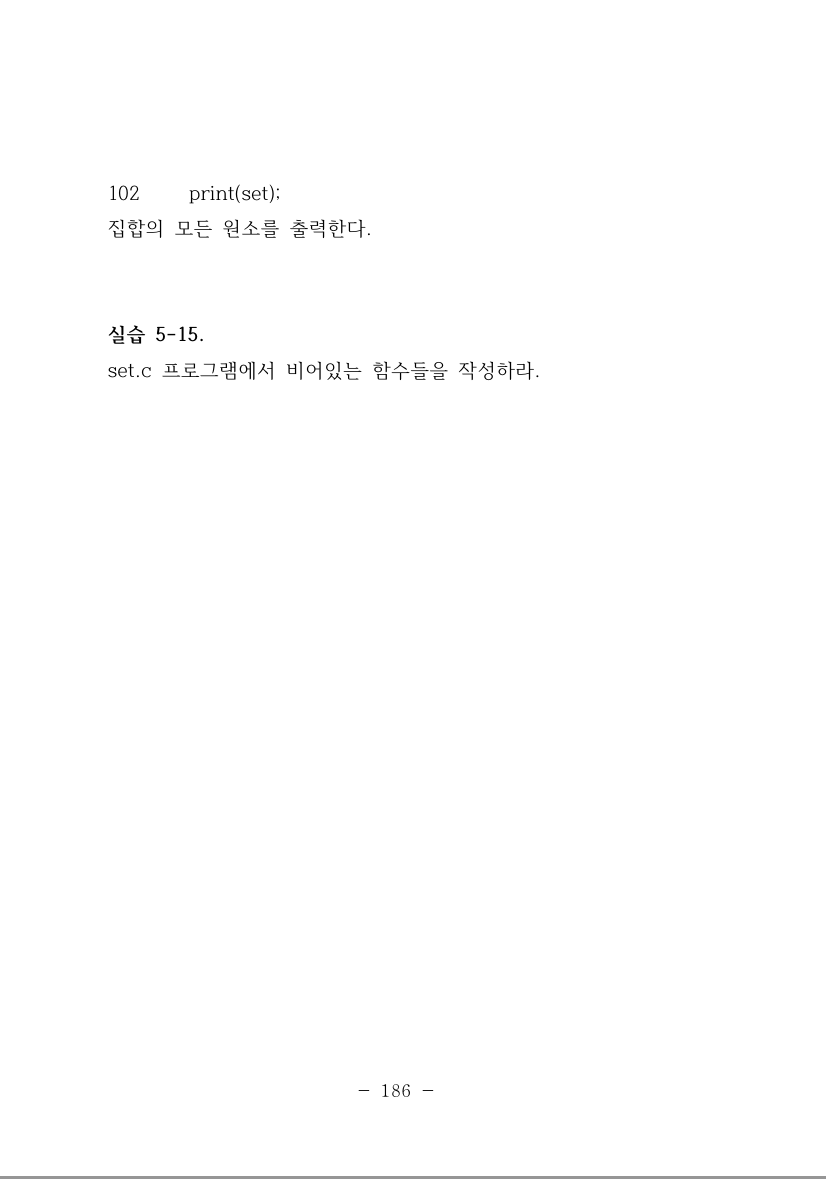 102 print(set);
집합의 모든 원소를 출력한다.
실습 5-15.
set.c 프로그램에서 비어있는 함수들을 작성하라.
- 186 -